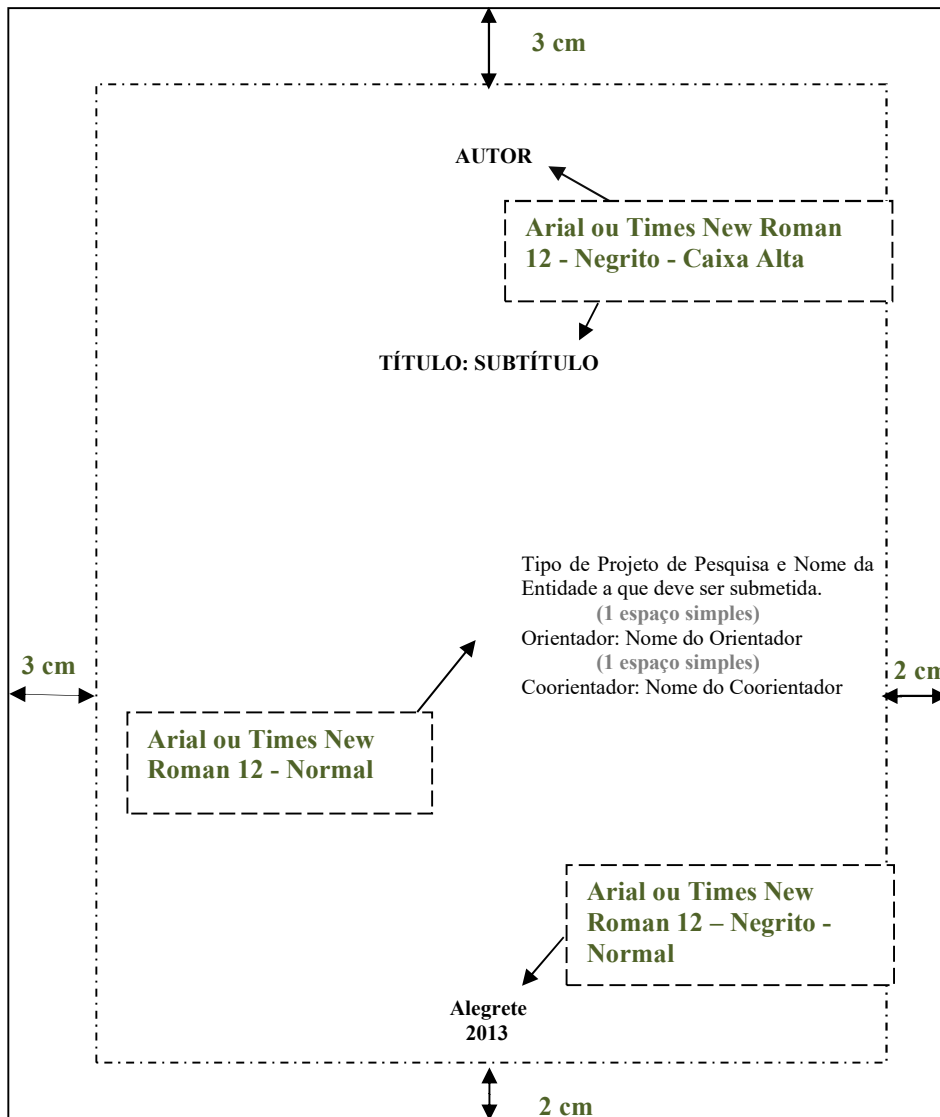 3 cm
AUTOR
Arial ou Times New Roman
12 - Negrito - Caixa Alta
TÍTULO: SUBTÍTULO
Tipo de Projeto de Pesquisa e Nome da
Entidade a que deve ser submetida.
(1 espaço simples)
Orientador: Nome do Orientador
(1 espaço simples)
Coorientador: Nome do Coorientador
3 cm
2 cm
Arial ou Times New
Roman 12 - Normal
Arial ou Times New
Roman 12 – Negrito -
Normal
Alegrete
2013
2 cm